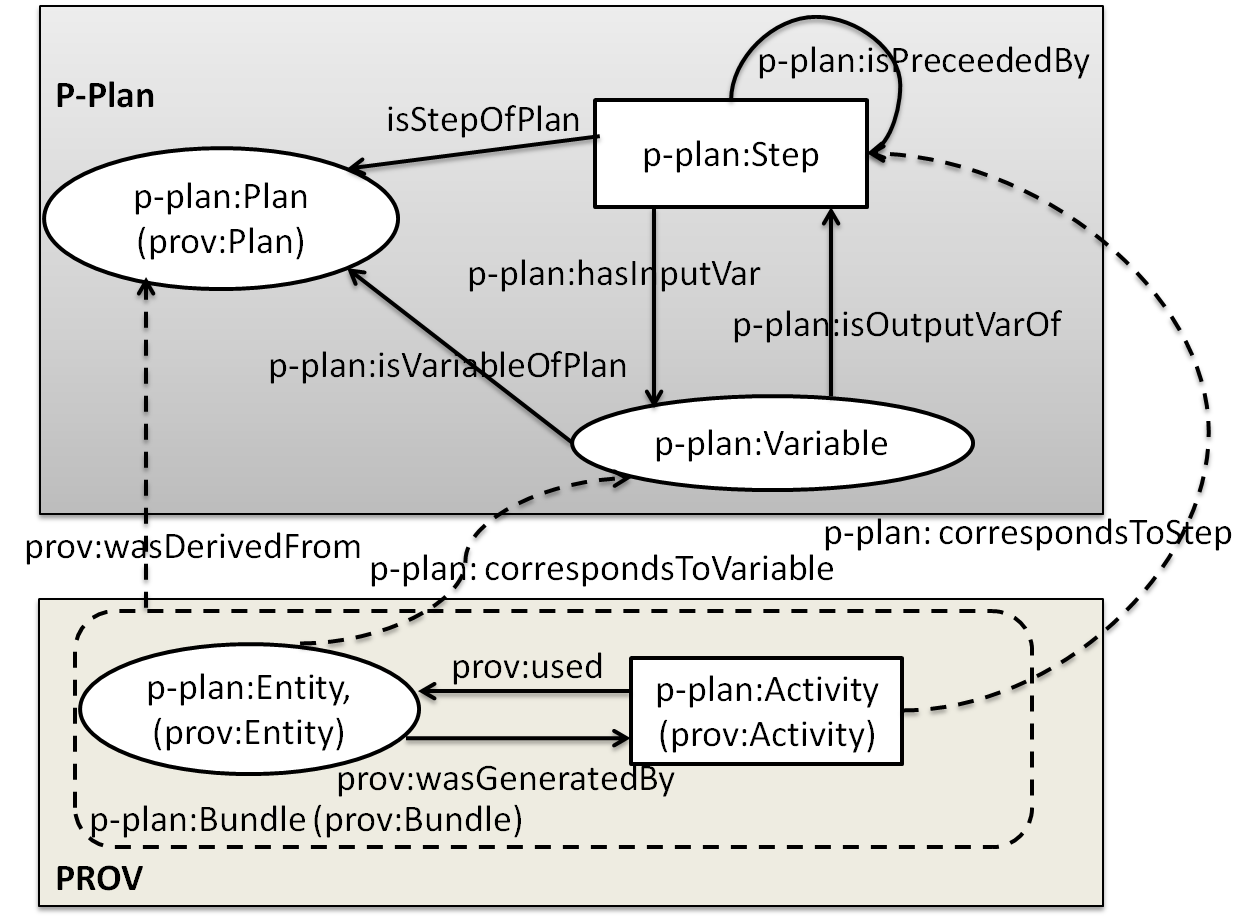 p-plan:isPreceededBy
P-Plan
isStepOfPlan
p-plan:Step
p-plan:Plan
(prov:Plan)
p-plan:hasInputVar
p-plan:isOutputVarOf
p-plan:isVariableOfPlan
p-plan:Variable
p-plan: correspondsToStep
prov:wasDerivedFrom
p-plan: correspondsToVariable
prov:used
p-plan:Entity,
(prov:Entity)
p-plan:Activity
(prov:Activity)
prov:wasGeneratedBy
p-plan:Bundle (prov:Bundle)
PROV